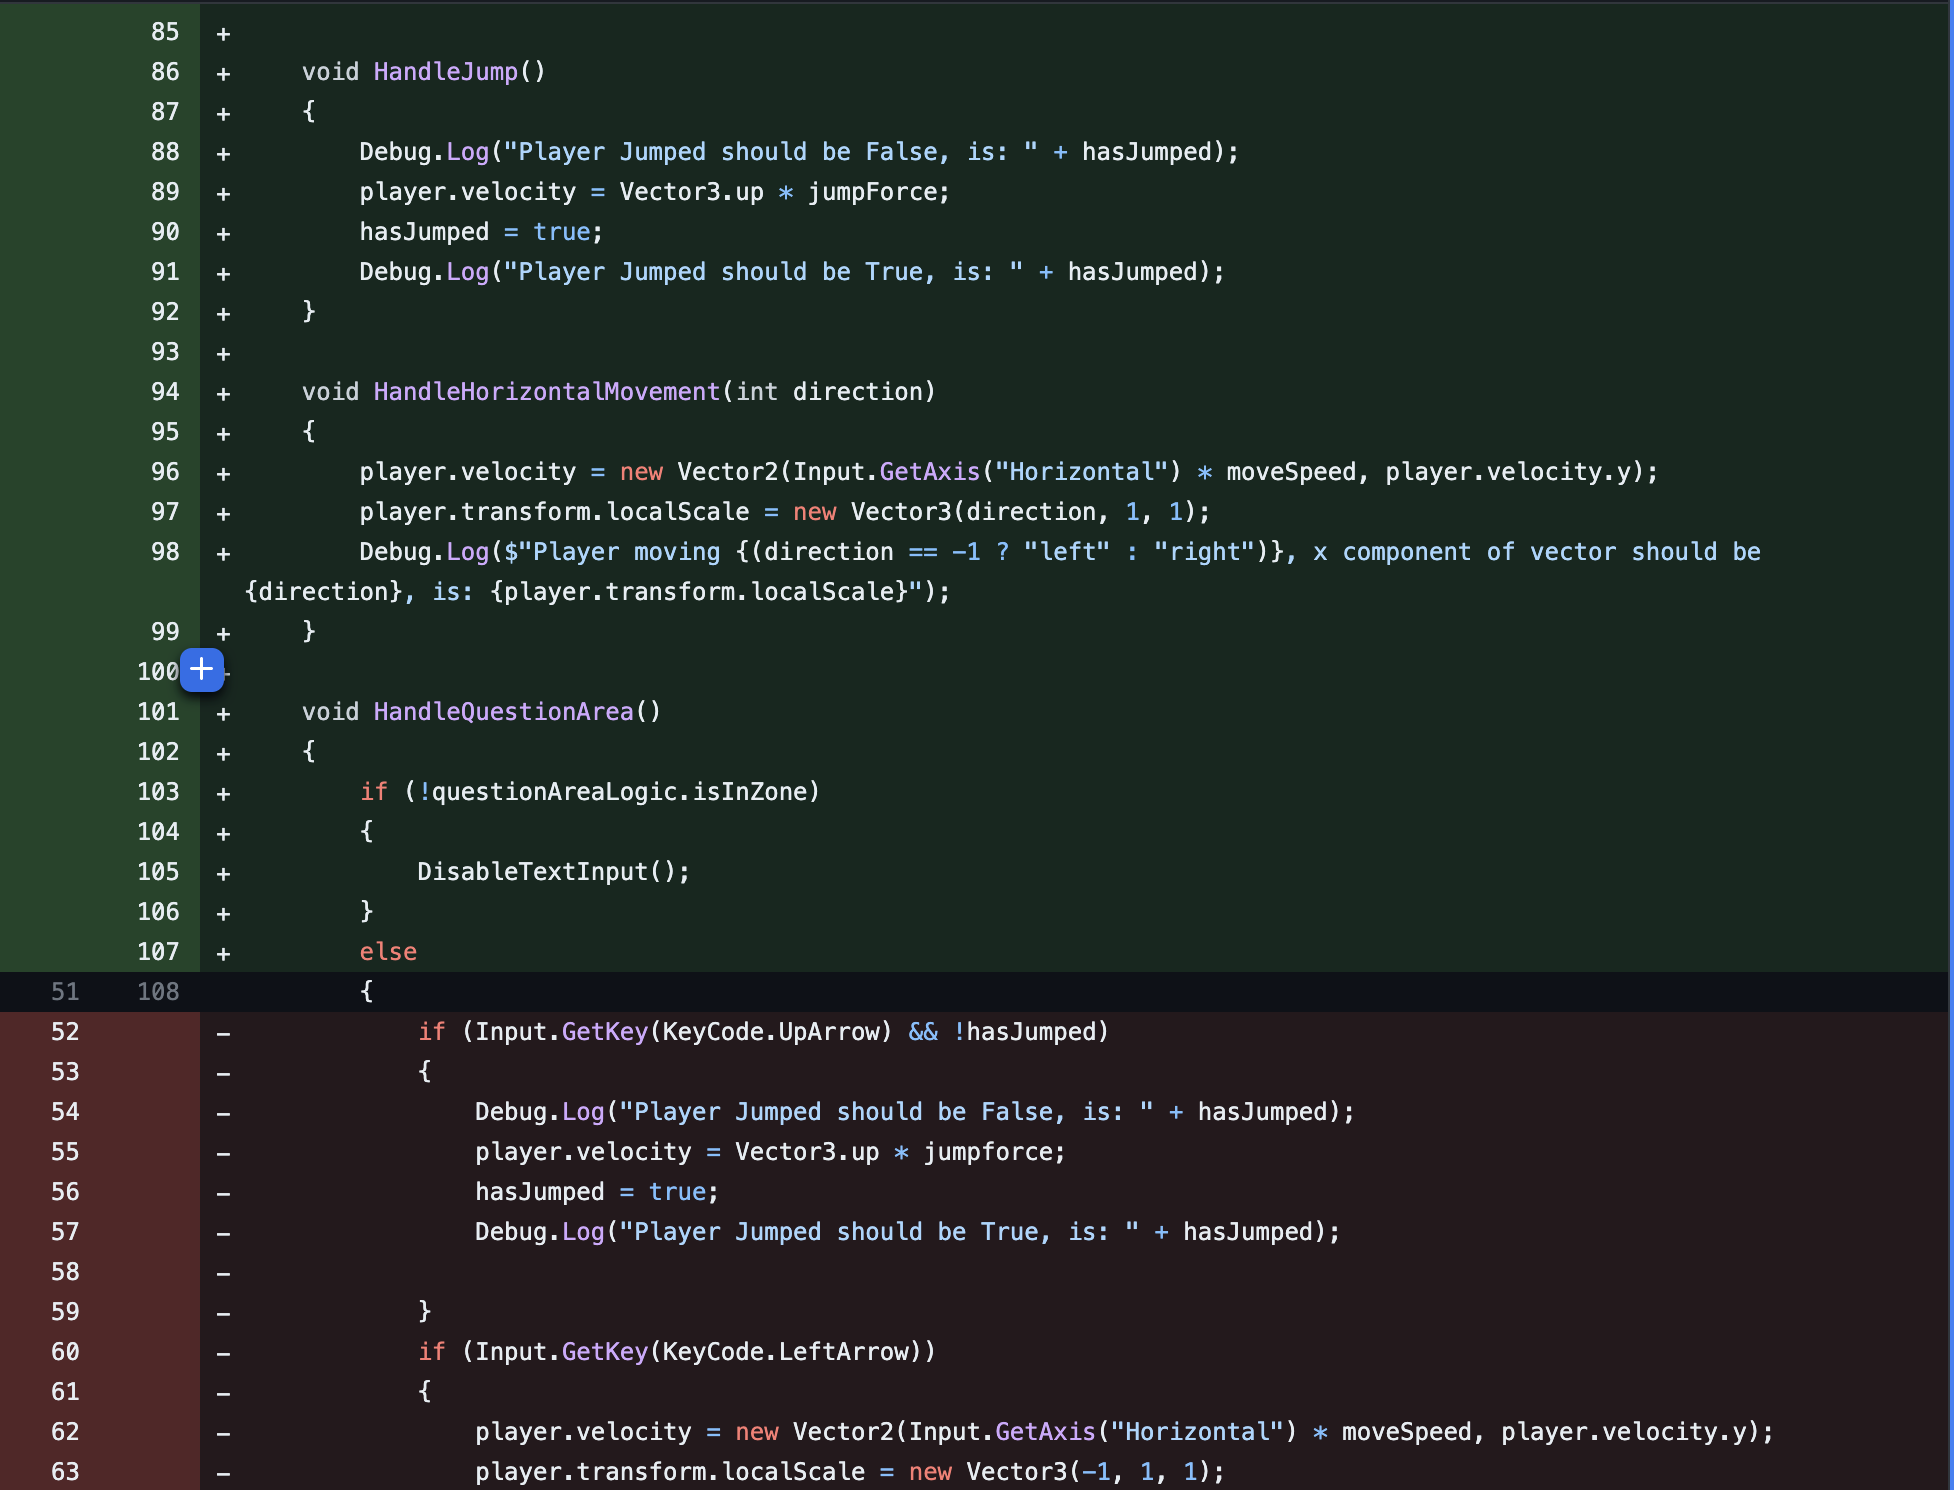 85 +
86 +     void HandleJump()
87 +     {
88 +         Debug.Log("Player Jumped should be False, is: " + hasJumped);
89 +         player.velocity = Vector3.up * jumpForce;
90 +         hasJumped = true;
91 +         Debug.Log("Player Jumped should be True, is: " + hasJumped);
92 +     }
93 +
94 +     void HandleHorizontalMovement(int direction)
95 +     {
96 +         player.velocity = new Vector2(Input.GetAxis("Horizontal") * moveSpeed, player.velocity.y);
97 +         player.transform.localScale = new Vector3(direction, 1, 1);
98 +         Debug.Log($"Player moving {(direction == -1 ? "left" : "right")}, x component of vector should be
{direction}, is: {player.transform.localScale}");
99 +     }
100 +
101 +     void HandleQuestionArea()
102 +     {
103 +         if (!questionAreaLogic.isInZone)
104 +         {
105 +             DisableTextInput();
106 +         }
107 +         else
51 108         {
52 -             if (Input.GetKey(KeyCode.UpArrow) && !hasJumped)
53 -             {
54 -                 Debug.Log("Player Jumped should be False, is: " + hasJumped);
55 -                 player.velocity = Vector3.up * jumpforce;
56 -                 hasJumped = true;
57 -                 Debug.Log("Player Jumped should be True, is: " + hasJumped);
58 -
59 -             }
60 -             if (Input.GetKey(KeyCode.LeftArrow))
61 -             {
62 -                 player.velocity = new Vector2(Input.GetAxis("Horizontal") * moveSpeed, player.velocity.y);
63 -                 player.transform.localScale = new Vector3(-1, 1, 1);